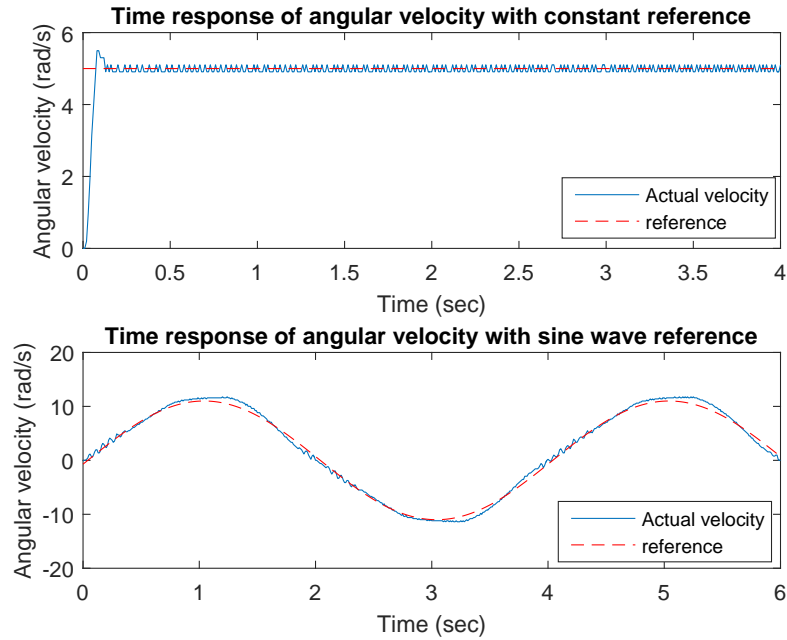 Time response of angular velocity with constant reference
Angular velocity (rad/s)
6
4
2
0
Actual velocity
reference
0 0.5 1 1.5 2 2.5 3 3.5 4
Time (sec)
Time response of angular velocity with sine wave reference
Angular velocity (rad/s)
20
10
0
-10
-20
Actual velocity
reference
0 1 2 3 4 5 6
Time (sec)